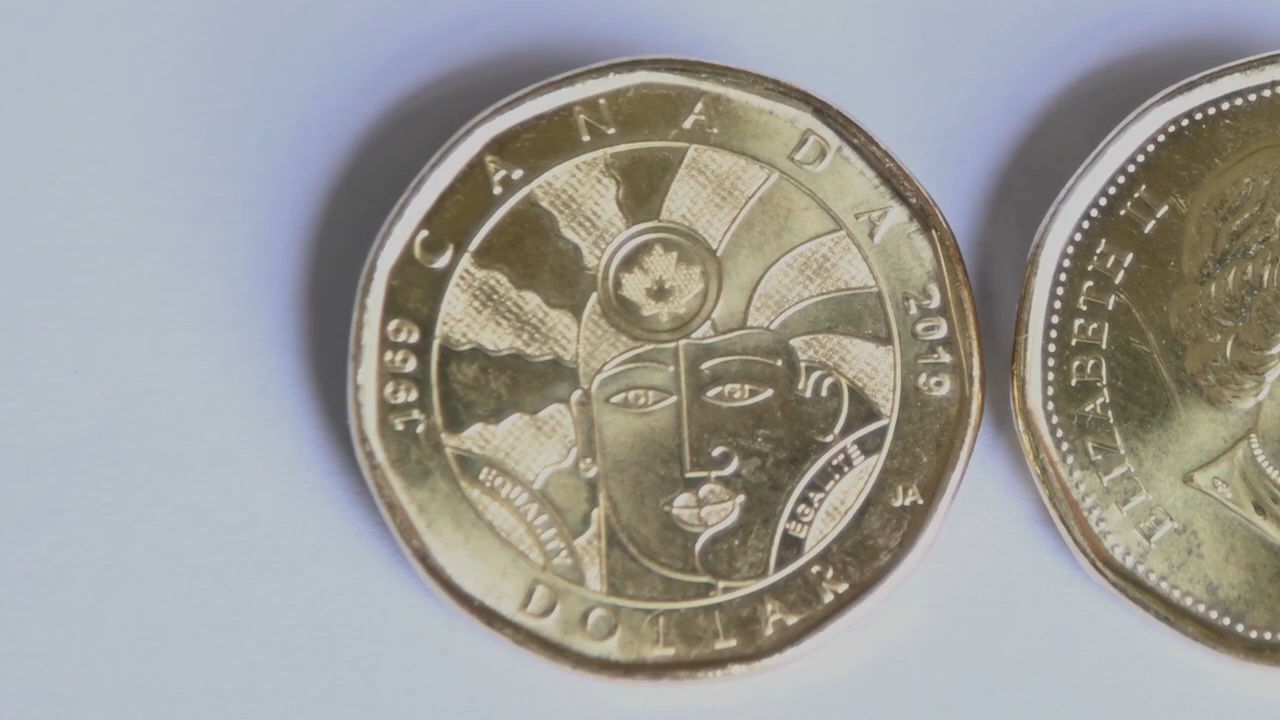 CANADA
1969
2019
EQUALITY
ÉGALITÉ
JA
DOLLAR
ELIZABETH II